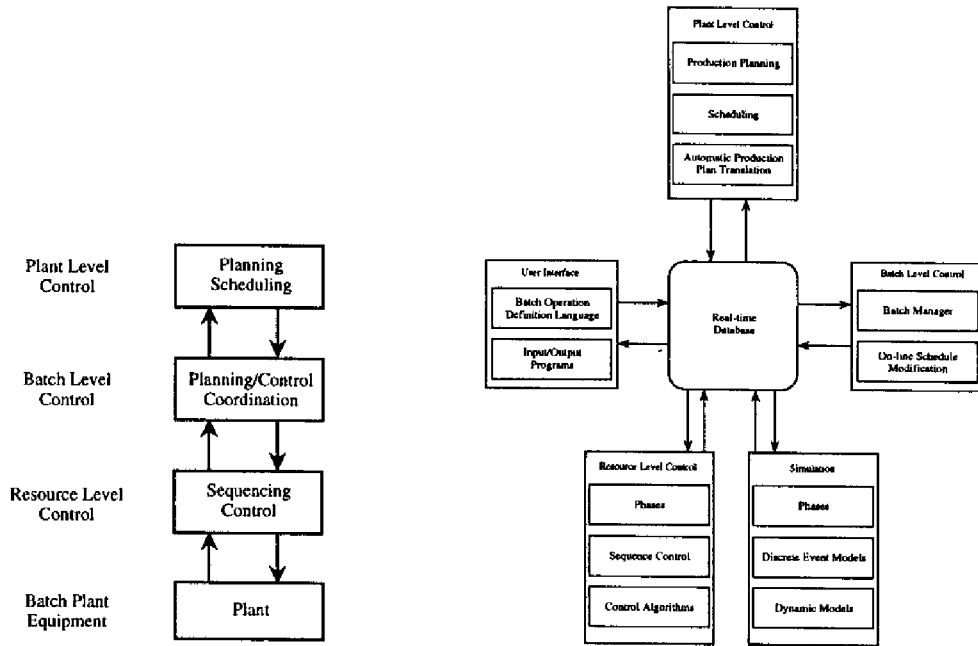 Plant Level
Control
Planning
Scheduling
Batch Level
Control
Planning/Control
Coordination
Resource Level
Control
Sequencing
Control
Batch Plant
Equipment
Plant
Plant Level Control
Production Planning
Scheduling
Automatic Production
Plan Translation
User Interface
Batch Operation
Definition Language
Input/Output
Programs
Real-time
Database
Batch Level Control
Batch Manager
On-line Schedule
Modification
Resource Level Control
Phases
Sequence Control
Control Algorithms
Simulation
Phases
Discrete Event Models
Dynamic Models